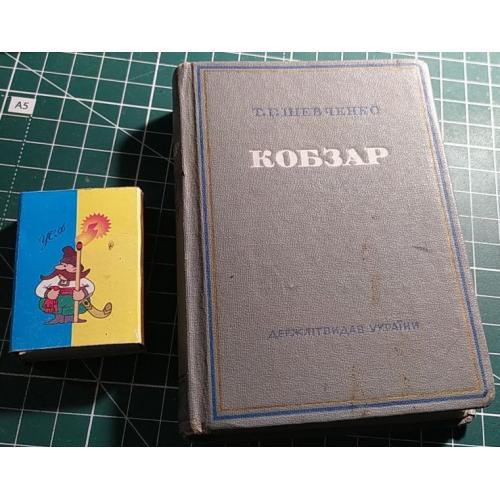 A5
Т. Г. ШЕВЧЕНКО
КОБЗАР
ДЕРЖЛІТВИДАВ УКРАЇНИ